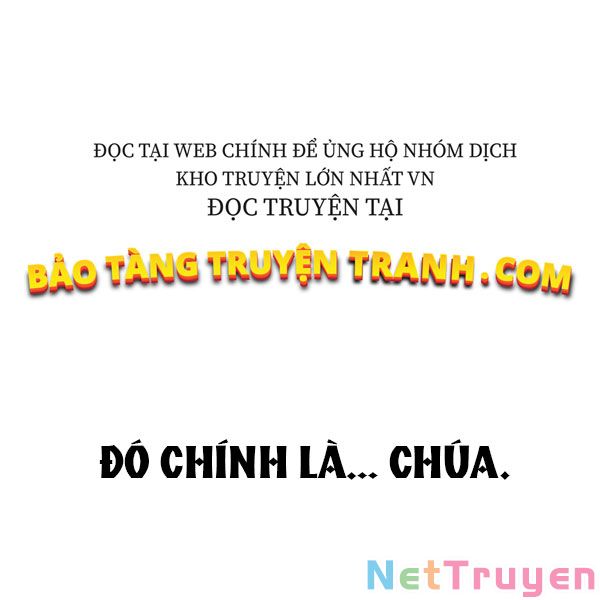 ĐỌC TẠI WEB CHÍNH ĐỂ ỦNG HỘ NHÓM DỊCH
KHO TRUYỆN LỚN NHẤT VN
ĐỌC TRUYỆN TẠI
BẢO TÀNG TRUYỆN TRANH.COM
ĐÓ CHÍNH LÀ... CHÚA.
NetTruyen